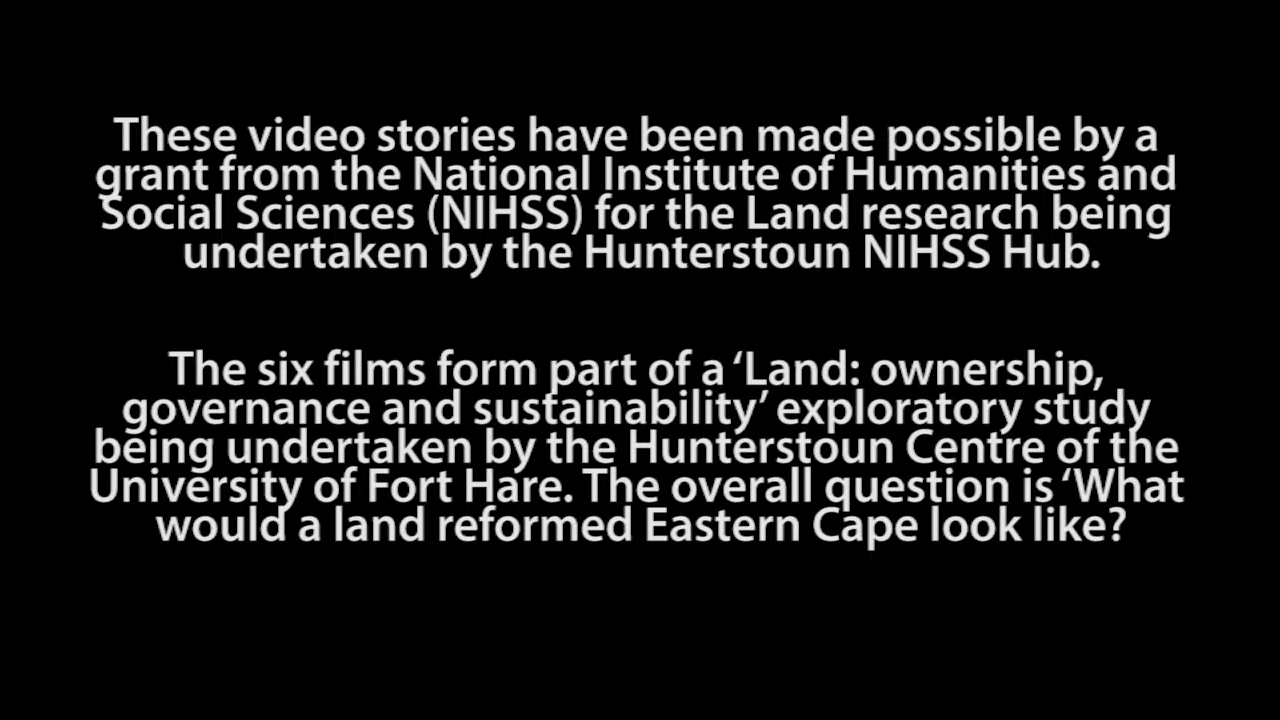 These video stories have been made possible by a
grant from the National Institute of Humanities and
Social Sciences (NIHSS) for the Land research being
undertaken by the Hunterstoun NIHSS Hub.
The six films form part of a ‘Land: ownership,
governance and sustainability’ exploratory study
being undertaken by the Hunterstoun Centre of the
University of Fort Hare. The overall question is ‘What
would a land reformed Eastern Cape look like?